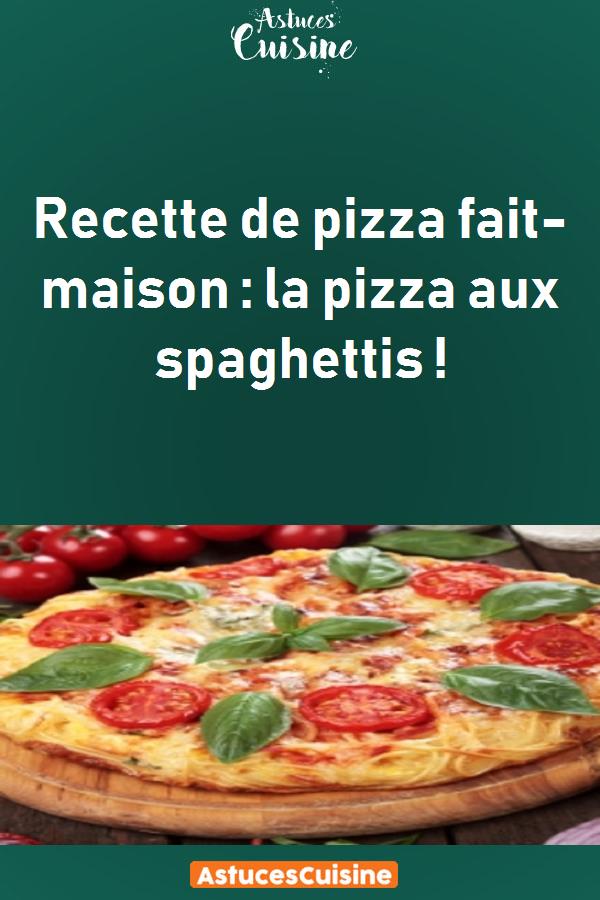 Astuces
Cuisine
Recette de pizza fait-
maison : la pizza aux
spaghettis !
AstucesCuisine